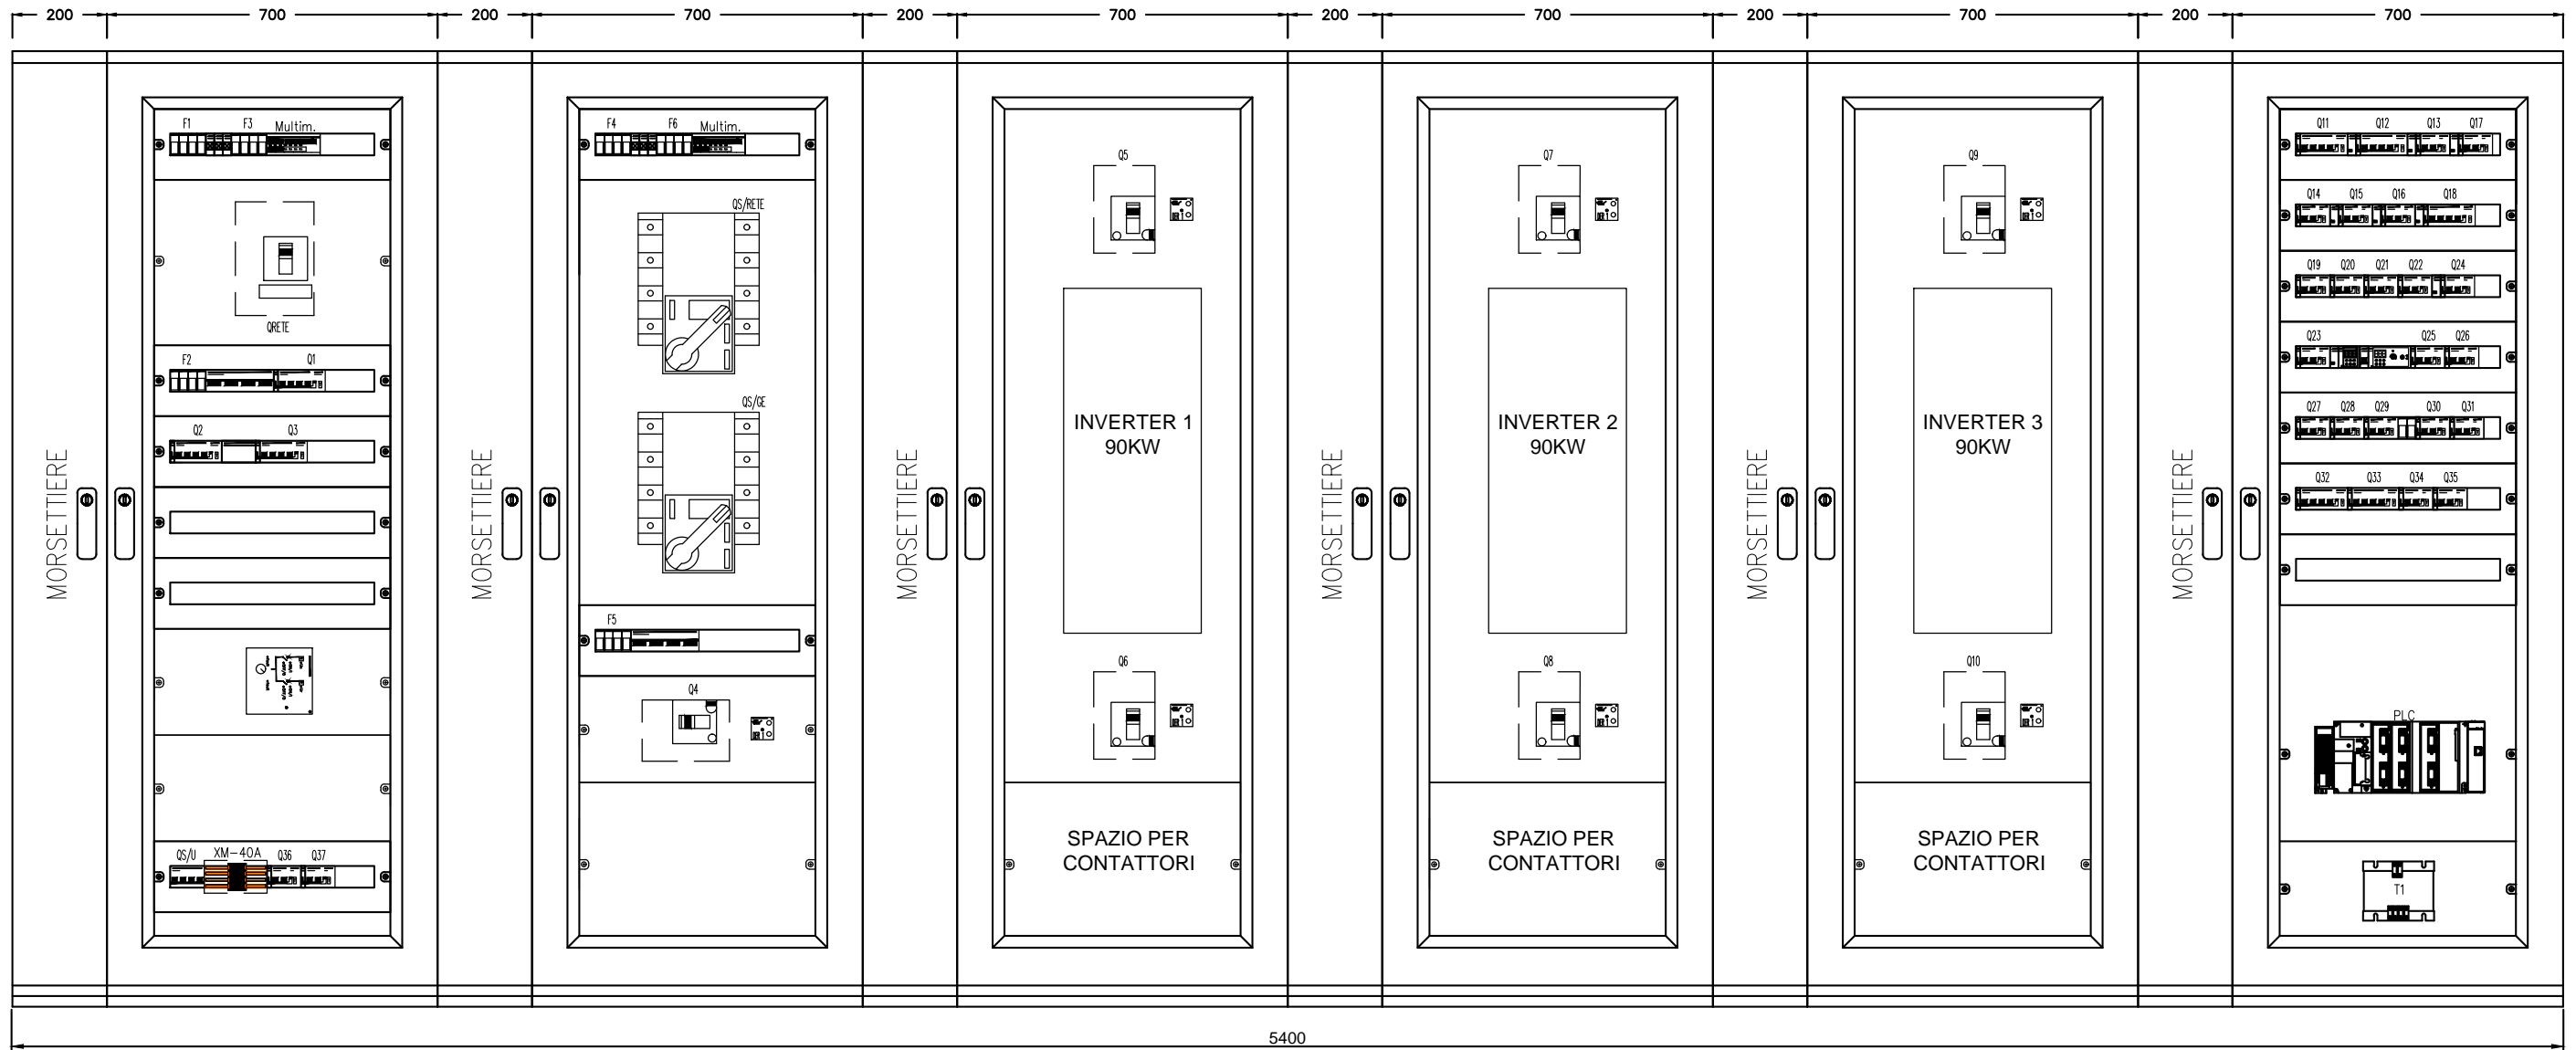 200 700 200 700 200 700 200 700 200 700 200 700
F1 F3 Multim.
QRETE
F2 Q1
Q2 Q3
MORSETTIERE
QS/U XM-40A Q36 Q37
F4 F6 Multim.
QS/RETE
QS/GE
MORSETTIERE
F5
Q4
MORSETTIERE
Q5
INVERTER 1
90KW
Q6
SPAZIO PER
CONTATTORI
MORSETTIERE
Q7
INVERTER 2
90KW
Q8
SPAZIO PER
CONTATTORI
MORSETTIERE
Q9
INVERTER 3
90KW
Q10
SPAZIO PER
CONTATTORI
MORSETTIERE
Q11 Q12 Q13 Q17
Q14 Q15 Q16 Q18
Q19 Q20 Q21 Q22 Q24
Q23 Q25 Q26
Q27 Q28 Q29 Q30 Q31
Q32 Q33 Q34 Q35
PLC
T1
5400